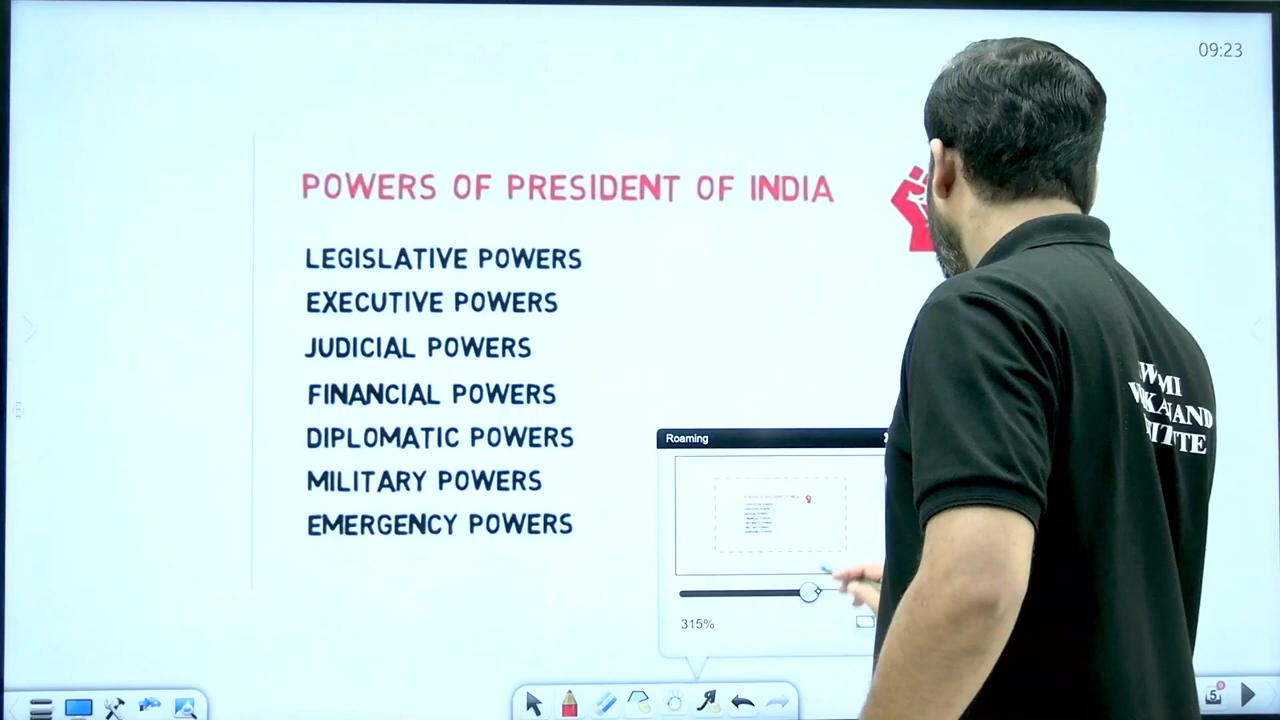 09:23
POWERS OF PRESIDENT OF INDIA
LEGISLATIVE POWERS
EXECUTIVE POWERS
JUDICIAL POWERS
FINANCIAL POWERS
DIPLOMATIC POWERS
MILITARY POWERS
EMERGENCY POWERS
Roaming
315%
5